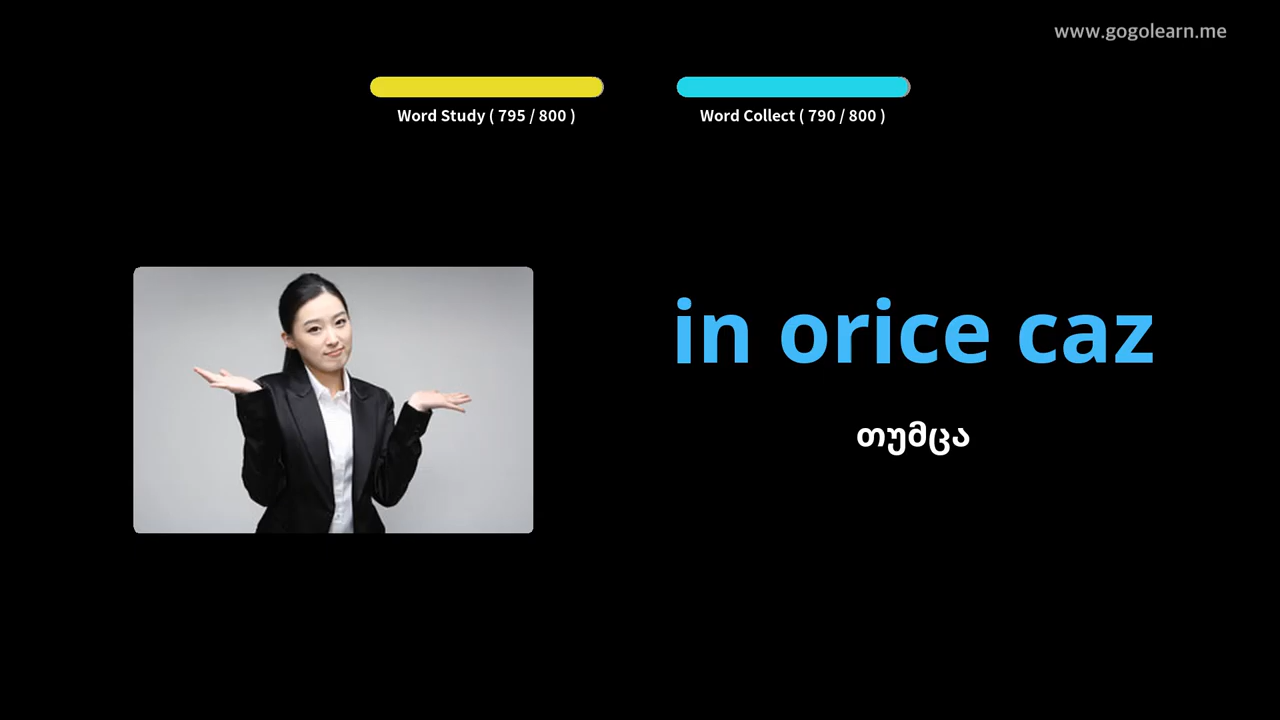 www.gogolearn.me
Word Study ( 795 / 800 )
Word Collect ( 790 / 800 )
in orice caz
თუმცა